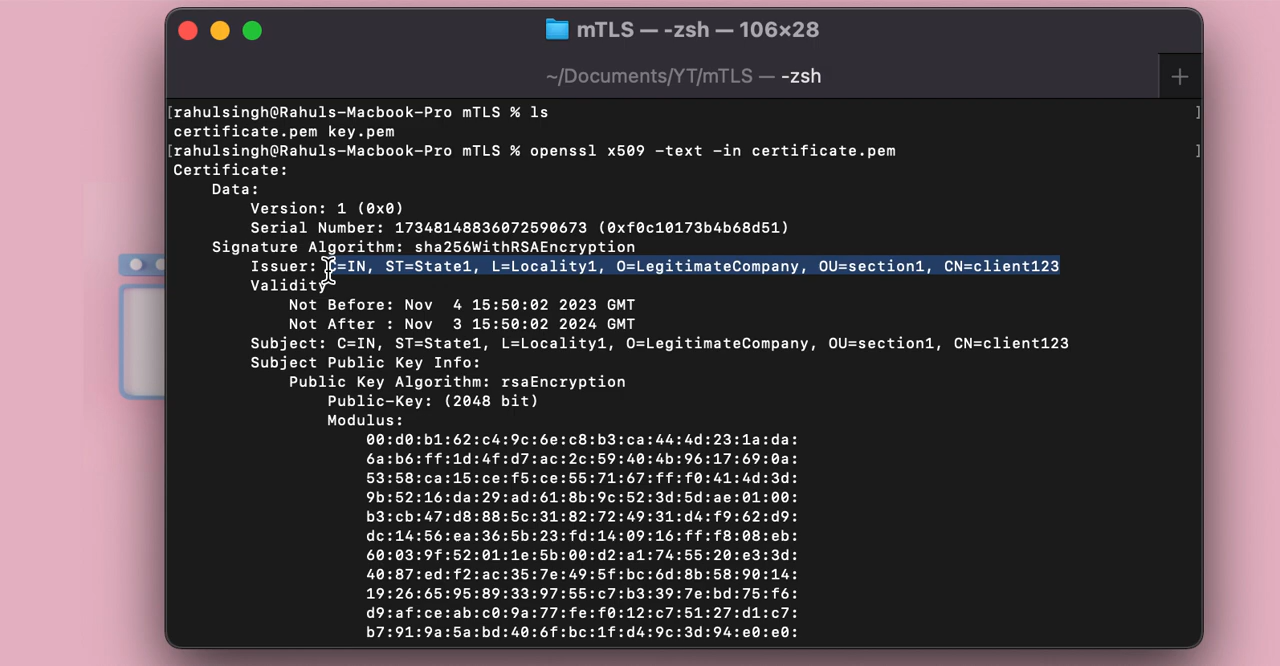 mTLS — -zsh — 106×28
~/Documents/YT/mTLS — -zsh
+
[rahulsingh@Rahuls-Macbook-Pro mTLS % ls ]
certificate.pem key.pem
[rahulsingh@Rahuls-Macbook-Pro mTLS % openssl x509 -text -in certificate.pem ]
Certificate:
Data:
Version: 1 (0x0)
Serial Number: 17348148836072590673 (0xf0c10173b4b68d51)
Signature Algorithm: sha256WithRSAEncryption
Issuer: C=IN, ST=State1, L=Locality1, O=LegitimateCompany, OU=section1, CN=client123
Validity
Not Before: Nov  4 15:50:02 2023 GMT
Not After : Nov  3 15:50:02 2024 GMT
Subject: C=IN, ST=State1, L=Locality1, O=LegitimateCompany, OU=section1, CN=client123
Subject Public Key Info:
Public Key Algorithm: rsaEncryption
Public-Key: (2048 bit)
Modulus:
00:d0:b1:62:c4:9c:6e:c8:b3:ca:44:4d:23:1a:da:
6a:b6:ff:1d:4f:d7:ac:2c:59:40:4b:96:17:69:0a:
53:58:ca:15:ce:f5:ce:55:71:67:ff:f0:41:4d:3d:
9b:52:16:da:29:ad:61:8b:9c:52:3d:5d:ae:01:00:
b3:cb:47:d8:88:5c:31:82:72:49:31:d4:f9:62:d9:
dc:14:56:ea:36:5b:23:fd:14:09:16:ff:f8:08:eb:
60:03:9f:52:01:1e:5b:00:d2:a1:74:55:20:e3:3d:
40:87:ed:f2:ac:35:7e:49:5f:bc:6d:8b:58:90:14:
19:26:65:95:89:33:97:55:c7:b3:39:7e:bd:75:f6:
d9:af:ce:ab:c0:9a:77:fe:f0:12:c7:51:27:d1:c7:
b7:91:9a:5a:bd:40:6f:bc:1f:d4:9c:3d:94:e0:e0: